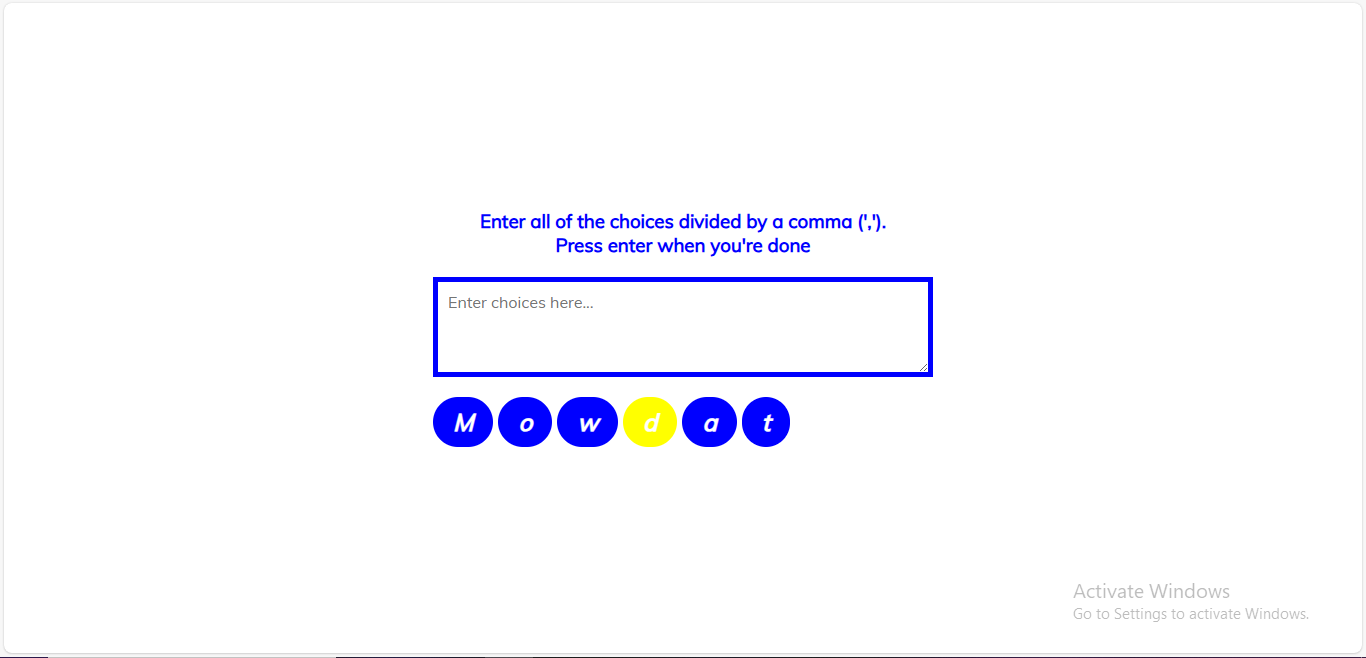 Enter all of the choices divided by a comma (',').
Press enter when you're done
Enter choices here...
M o w d a t
Activate Windows
Go to Settings to activate Windows.